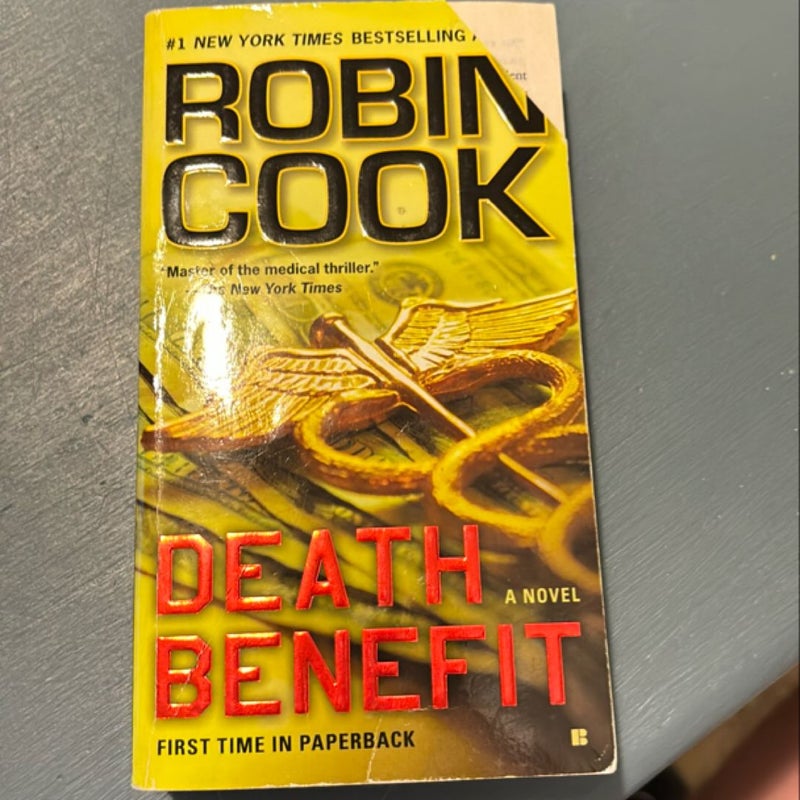 #1 NEW YORK TIMES BESTSELLING
ROBIN
COOK
"Master of the medical thriller."
New York Times
DEATH
A NOVEL
BENEFIT
FIRST TIME IN PAPERBACK
B